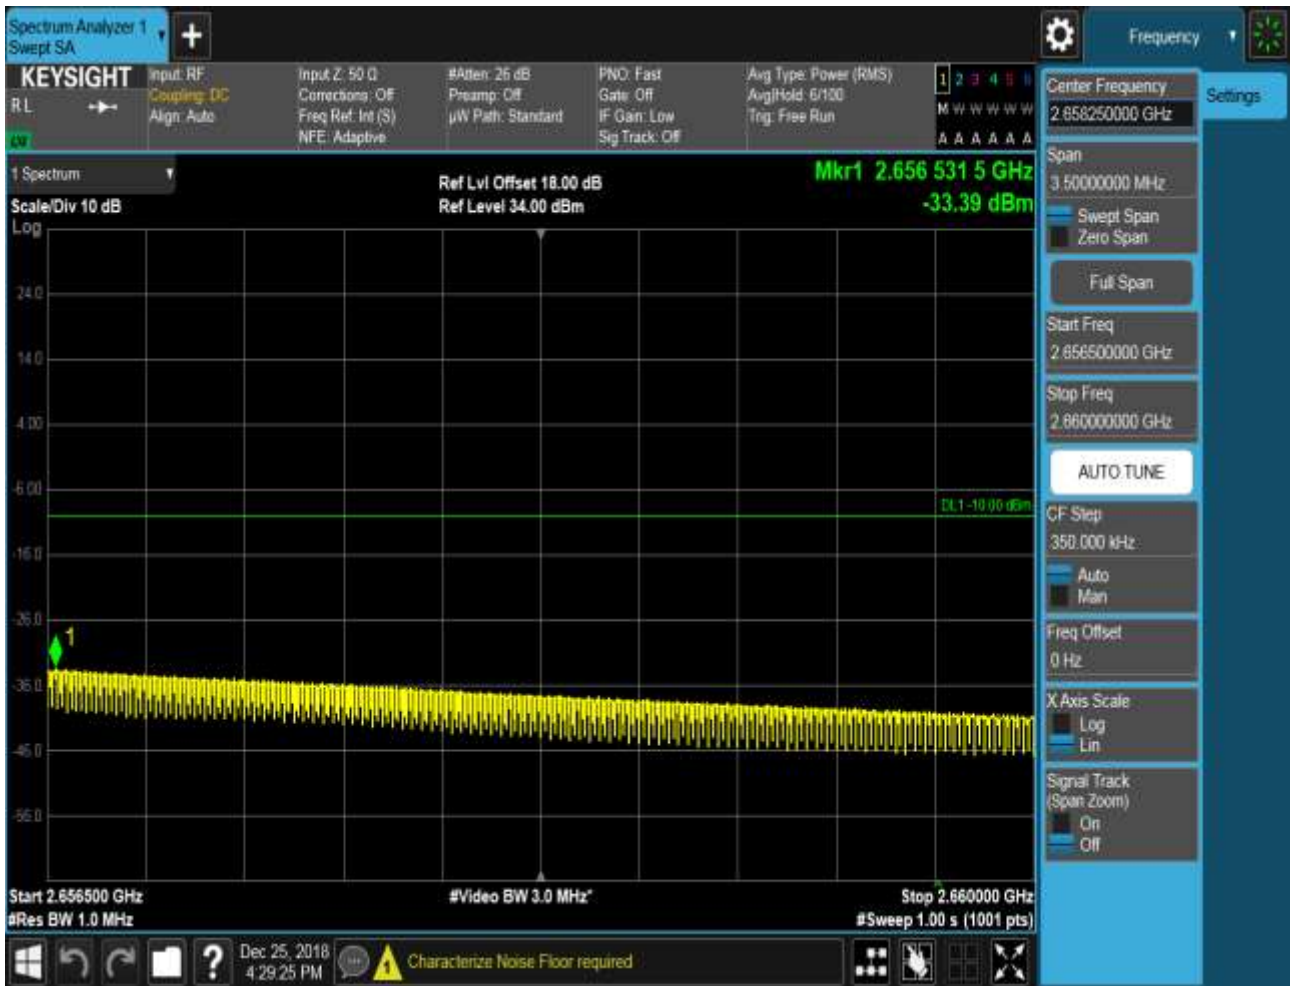 Spectrum Analyzer 1
Swept SA
+
Frequency
KEYSIGHT
RL
Input: RF
Coupling: DC
Align: Auto
Input Z: 50 Ω
Corrections: Off
Freq Ref: Int (S)
NFE: Adaptive
#Atten: 26 dB
Preamp: Off
µW Path: Standard
PNO: Fast
Gate: Off
IF Gain: Low
Sig Track: Off
Avg Type: Power (RMS)
Avg|Hold: 6/100
Trig: Free Run
1 2 3 4 5 6
M W W W W W
A A A A A A
1 Spectrum
Scale/Div 10 dB
Log
Ref Lvl Offset 18.00 dB
Ref Level 34.00 dBm
Mkr1 2.656 531 5 GHz
-33.39 dBm
24.0
14.0
4.00
-6.00
-16.0
-26.0
-36.0
-45.0
-55.0
DL1 -10.00 dBm
1
Start 2.656500 GHz
#Res BW 1.0 MHz
#Video BW 3.0 MHz*
Stop 2.660000 GHz
#Sweep 1.00 s (1001 pts)
Center Frequency
2.658250000 GHz
Settings
Span
3.50000000 MHz
Swept Span
Zero Span
Full Span
Start Freq
2.656500000 GHz
Stop Freq
2.660000000 GHz
AUTO TUNE
CF Step
350.000 kHz
Auto
Man
Freq Offset
0 Hz
X Axis Scale
Log
Lin
Signal Track
(Span Zoom)
On
Off
?
Dec 25, 2018
4:29:25 PM
Characterize Noise Floor required